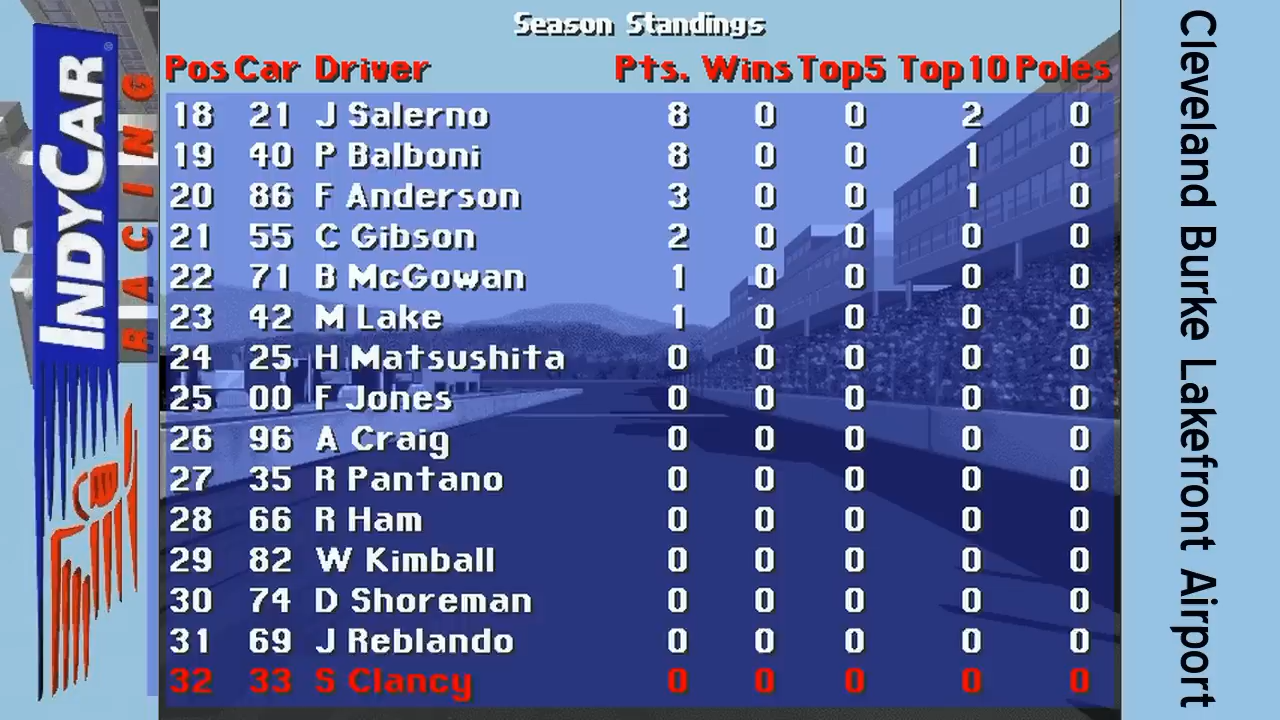 INDYCAR
RACING
Season Standings
Pos Car Driver Pts. Wins Top5 Top10 Poles
18 21 J Salerno 8 0 0 2 0
19 40 P Balboni 8 0 0 1 0
20 86 F Anderson 3 0 0 1 0
21 55 C Gibson 2 0 0 0 0
22 71 B McGowan 1 0 0 0 0
23 42 M Lake 1 0 0 0 0
24 25 H Matsushita 0 0 0 0 0
25 00 F Jones 0 0 0 0 0
26 96 A Craig 0 0 0 0 0
27 35 R Pantano 0 0 0 0 0
28 66 R Ham 0 0 0 0 0
29 82 W Kimball 0 0 0 0 0
30 74 D Shoreman 0 0 0 0 0
31 69 J Reblando 0 0 0 0 0
32 33 S Clancy 0 0 0 0 0
Cleveland Burke Lakefront Airport